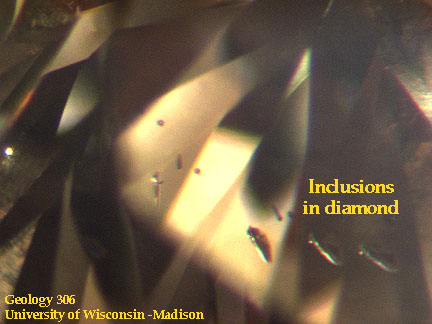 Inclusions
in diamond
Geology 306
University of Wisconsin -Madison